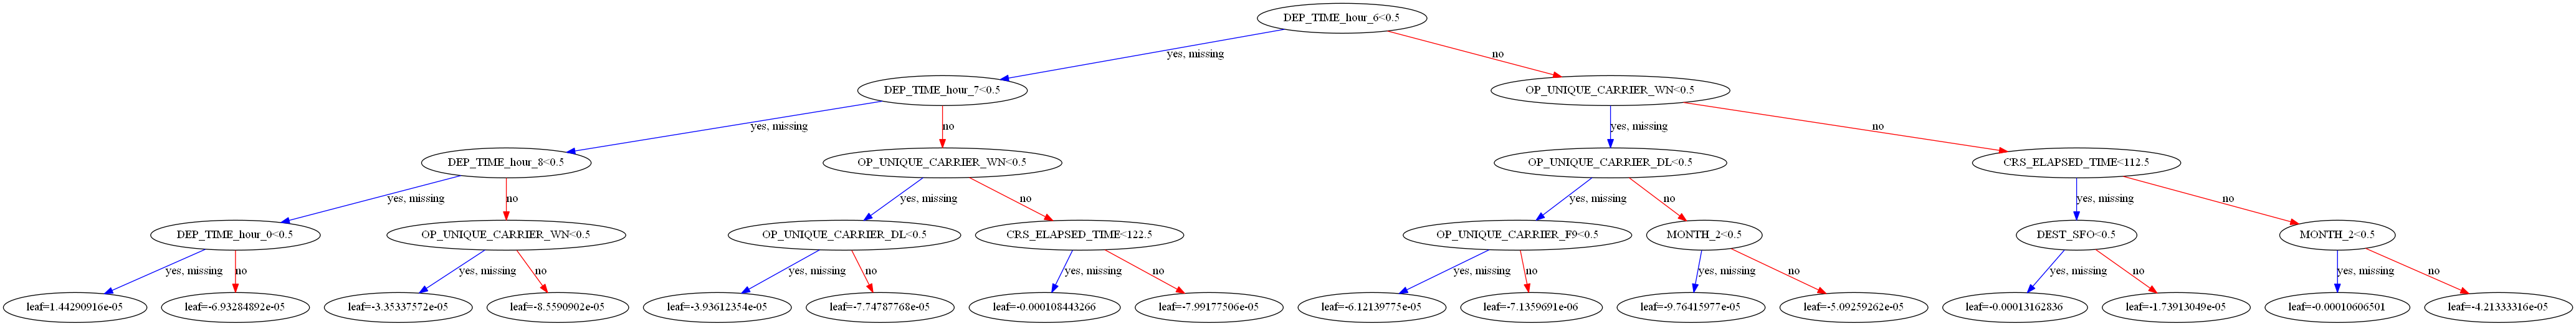 DEP_TIME_hour_6<0.5
yes, missing
no
DEP_TIME_hour_7<0.5
OP_UNIQUE_CARRIER_WN<0.5
yes, missing
no
yes, missing
no
DEP_TIME_hour_8<0.5
OP_UNIQUE_CARRIER_WN<0.5
OP_UNIQUE_CARRIER_DL<0.5
CRS_ELAPSED_TIME<112.5
yes, missing
no
yes, missing
no
yes, missing
no
yes, missing
no
DEP_TIME_hour_0<0.5
OP_UNIQUE_CARRIER_WN<0.5
OP_UNIQUE_CARRIER_DL<0.5
CRS_ELAPSED_TIME<122.5
OP_UNIQUE_CARRIER_F9<0.5
MONTH_2<0.5
DEST_SFO<0.5
MONTH_2<0.5
yes, missing
no
yes, missing
no
yes, missing
no
yes, missing
no
yes, missing
no
yes, missing
no
yes, missing
no
yes, missing
no
leaf=1.44290916e-05
leaf=-6.93284892e-05
leaf=-3.35337572e-05
leaf=-8.5590902e-05
leaf=-3.93612354e-05
leaf=-7.74787768e-05
leaf=-0.000108443266
leaf=-7.99177506e-05
leaf=-6.12139775e-05
leaf=-7.1359691e-06
leaf=-9.76415977e-05
leaf=-5.09259262e-05
leaf=-0.00013162836
leaf=-1.73913049e-05
leaf=-0.00010606501
leaf=-4.21333316e-05